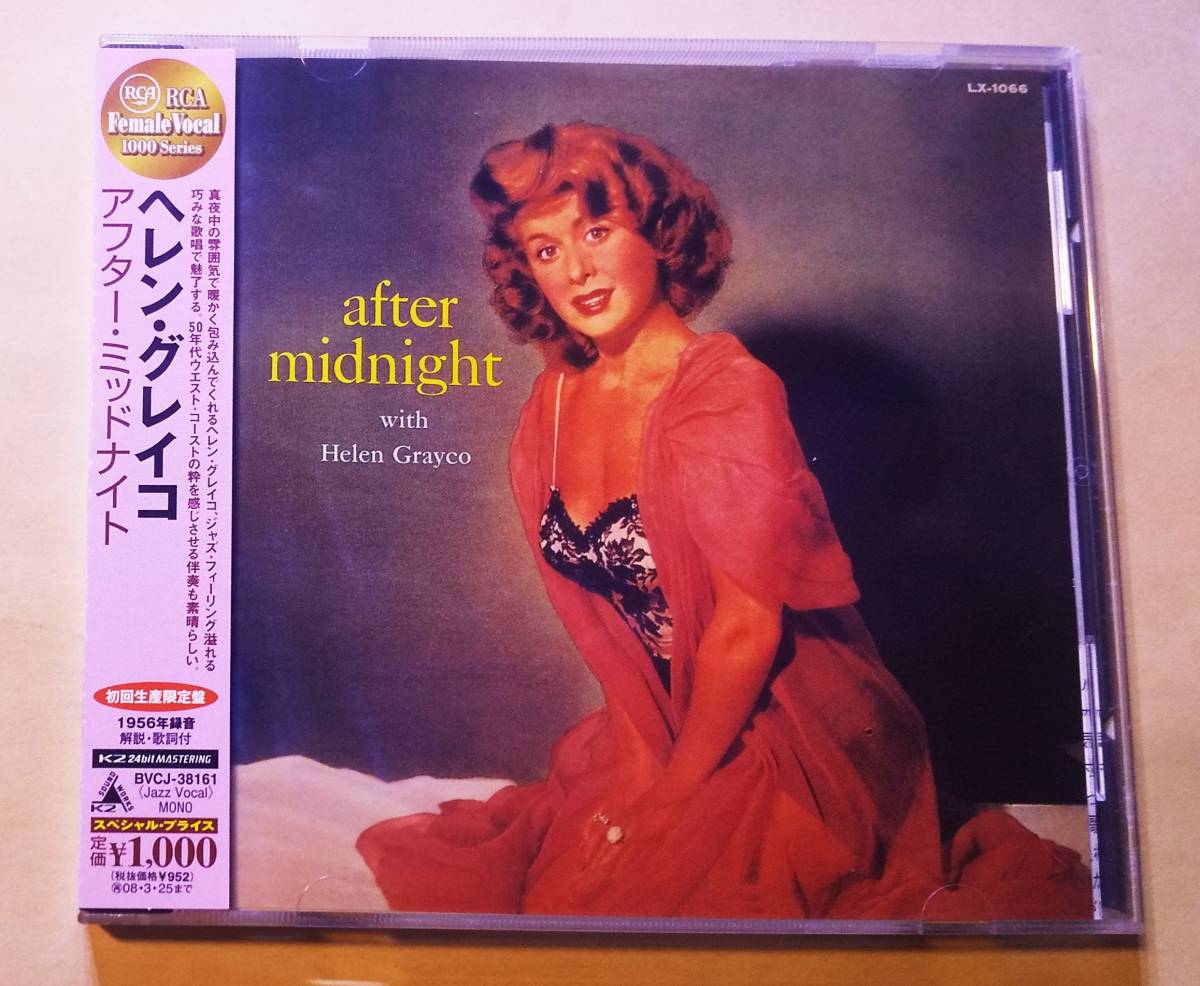 RCA
RCA
Female Vocal
1000 Series
ヘレン・グレイコ
アフター・ミッドナイト
真夜中の雰囲気で暖かく包み込んでくれるヘレン・グレイコ、ジャズ・フィーリング溢れる
巧みな歌唱で魅了する。50年代ウエスト・コーストの粋を感じさせる伴奏も素晴らしい。
初回生産限定盤
1956年録音
解説・歌詞付
K2 24bit MASTERING
K2 SOUND WORKS
BVCJ-38161
〈Jazz Vocal〉
MONO
スペシャル・プライス
定価 ¥1,000
(税抜価格¥952)
08・3・25まで
LX-1066
after
midnight
with
Helen Grayco